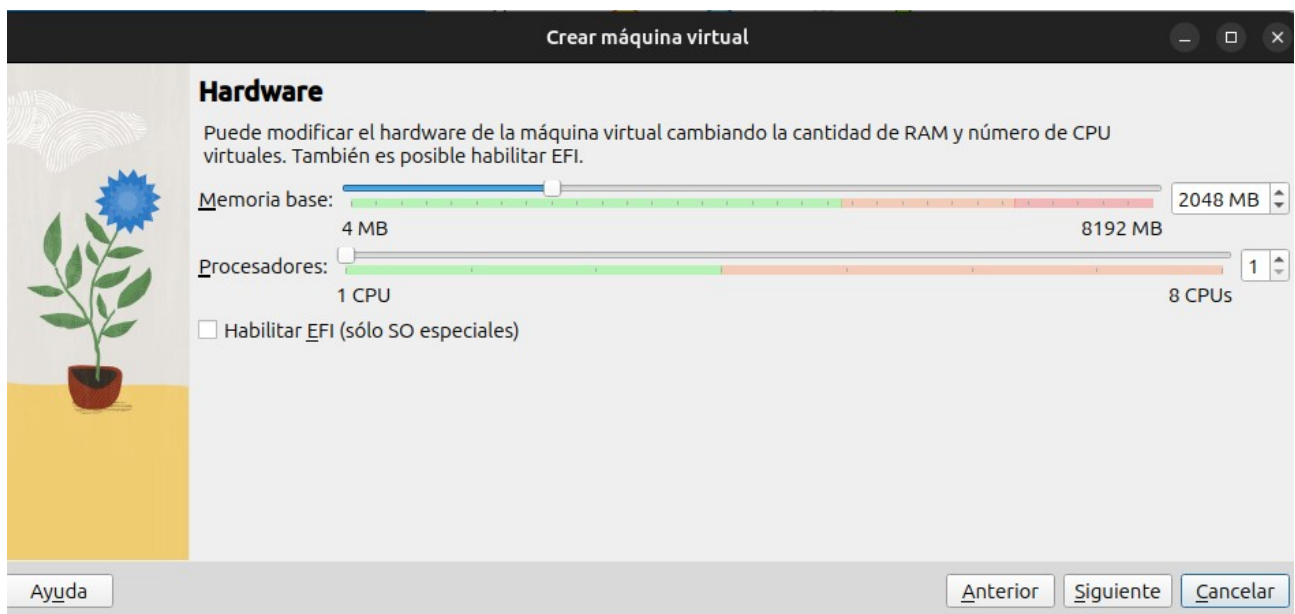 Crear máquina virtual
Hardware
Puede modificar el hardware de la máquina virtual cambiando la cantidad de RAM y número de CPU
virtuales. También es posible habilitar EFI.
Memoria base: 2048 MB
4 MB 8192 MB
Procesadores: 1
1 CPU 8 CPUs
Habilitar EFI (sólo SO especiales)
Ayuda Anterior Siguiente Cancelar